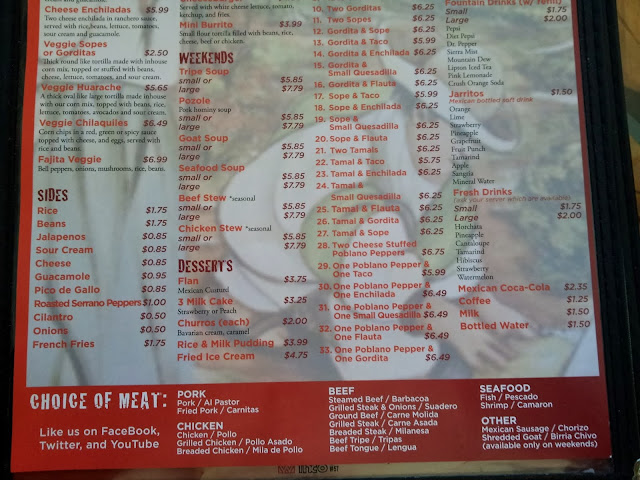 Cheese Enchiladas $5.99
Two cheese enchiladas in ranchero sauce,
served with rice, beans, lettuce, tomatoes,
sour cream and guacamole.
Veggie Sopes
or Gorditas $2.50
Thick round like tortilla made with inhouse
corn mix, topped or stuffed with beans,
cheese, lettuce, tomatoes, and sour cream.
Veggie Huarache $5.65
A thick oval like large tortilla made inhouse
with our corn mix, topped with beans, rice,
lettuce, tomatoes, avocados and sour cream.
Veggie Chilaquiles $6.49
Corn chips in a red, green or spicy sauce
topped with cheese, and eggs, served with
rice and beans.
Fajita Veggie $6.99
Bell peppers, onions, mushrooms, rice, beans.
SIDES
Rice $1.75
Beans $1.75
Jalapenos $0.85
Sour Cream $0.85
Cheese $0.85
Guacamole $0.95
Pico de Gallo $0.85
Roasted Serrano Peppers $1.00
Cilantro $0.50
Onions $0.50
French Fries $1.75
served with white cheese lettuce, tomato,
ketchup, and fries.
Mini Burrito $3.99
Small flour tortilla filled with beans, rice,
cheese, beef or chicken.
WEEKENDS
Tripe Soup
small or $5.85
large $7.79
Pozole
Pork hominy soup
small or $5.85
large $7.79
Goat Soup
small or $5.85
large $7.79
Seafood Soup
small or $5.85
large $7.79
Beef Stew *seasonal
small or $5.85
large $7.79
Chicken Stew *seasonal
small or $5.85
large $7.79
DESSERTS
Flan $3.75
Mexican Custard
3 Milk Cake $3.25
Strawberry or Peach
Churros (each) $2.00
Bavarian cream, caramel
Rice & Milk Pudding $3.99
Fried Ice Cream $4.75
10. Two Gorditas $6.25
11. Two Sopes $6.25
12. Gordita & Sope $6.25
13. Gordita & Taco $5.99
14. Gordita & Enchilada $6.25
15. Gordita &
Small Quesadilla $6.25
16. Gordita & Flauta $6.25
17. Sope & Taco $5.99
18. Sope & Enchilada $6.25
19. Sope &
Small Quesadilla $6.25
20. Sope & Flauta $6.25
21. Two Tamals $6.25
22. Tamal & Taco $5.75
23. Tamal & Enchilada $6.25
24. Tamal &
Small Quesadilla $6.25
25. Tamal & Flauta $6.25
26. Tamal & Gordita $6.25
27. Tamal & Sope $6.25
28. Two Cheese Stuffed
Poblano Peppers $6.75
29. One Poblano Pepper &
One Taco $5.99
30. One Poblano Pepper &
One Enchilada $6.49
31. One Poblano Pepper &
One Small Quesadilla $6.49
32. One Poblano Pepper &
One Flauta $6.49
33. One Poblano Pepper &
One Gordita $6.49
Fountain Drinks (w/ refill)
Small $1.75
Large $2.00
Pepsi
Diet Pepsi
Dr. Pepper
Sierra Mist
Mountain Dew
Lipton Iced Tea
Pink Lemonade
Crush Orange Soda
Jarritos $1.50
Mexican bottled soft drink
Orange
Lime
Strawberry
Pineapple
Grapefruit
Fruit Punch
Tamarind
Apple
Sangria
Mineral Water
Fresh Drinks
(ask your server which are available)
Small $1.75
Large $2.00
Horchata
Pineapple
Cantaloupe
Tamarind
Hibiscus
Strawberry
Watermelon
Mexican Coca-Cola $2.35
Coffee $1.25
Milk $1.50
Bottled Water $1.50
CHOICE OF MEAT:
Like us on FaceBook,
Twitter, and YouTube
PORK
Pork / Al Pastor
Fried Pork / Carnitas
CHICKEN
Chicken / Pollo
Grilled Chicken / Pollo Asado
Breaded Chicken / Mila de Pollo
BEEF
Steamed Beef / Barbacoa
Grilled Steak & Onions / Suadero
Ground Beef / Carne Molida
Grilled Steak / Carne Asada
Breaded Steak / Milanesa
Beef Tripe / Tripas
Beef Tongue / Lengua
SEAFOOD
Fish / Pescado
Shrimp / Camaron
OTHER
Mexican Sausage / Chorizo
Shredded Goat / Birria Chivo
(available only on weekends)